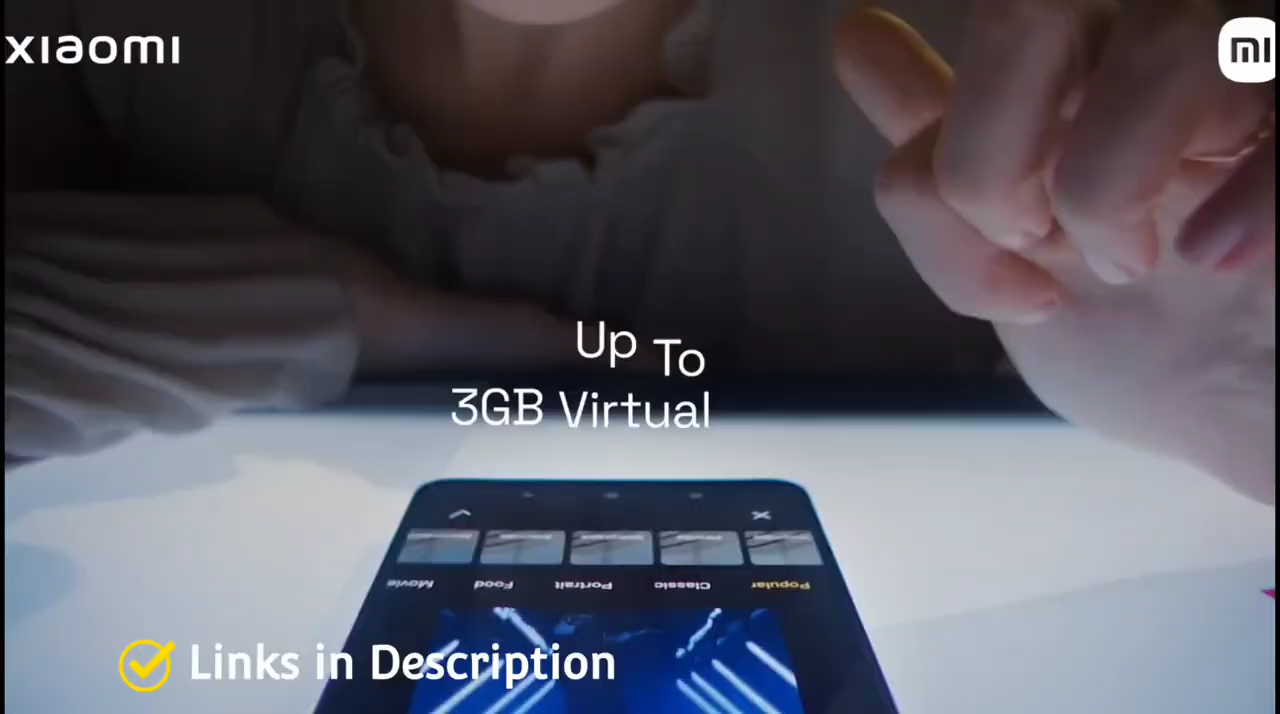 xiaomi
mi
Up To
3GB Virtual
Movie Food Portrait Classic Popular
Links in Description